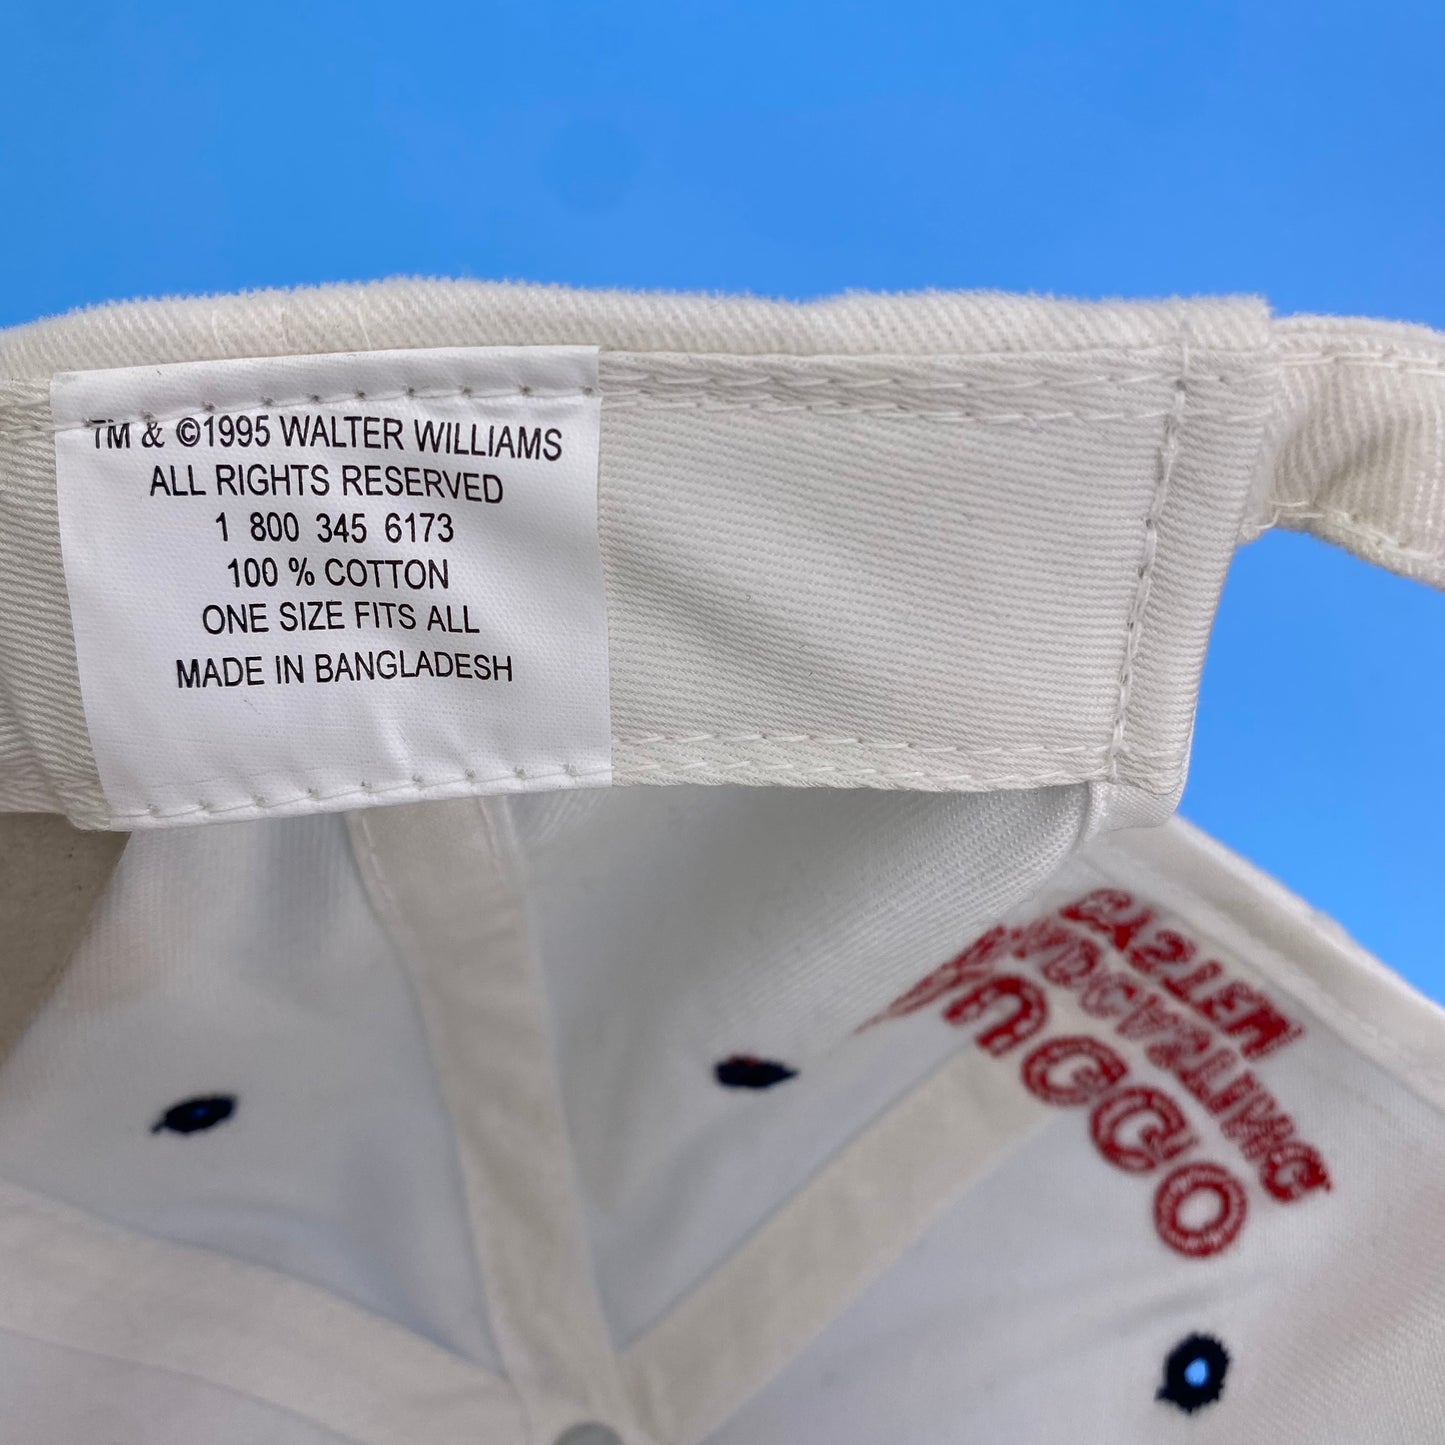 TM & ©1995 WALTER WILLIAMS
ALL RIGHTS RESERVED
1 800 345 6173
100 % COTTON
ONE SIZE FITS ALL
MADE IN BANGLADESH